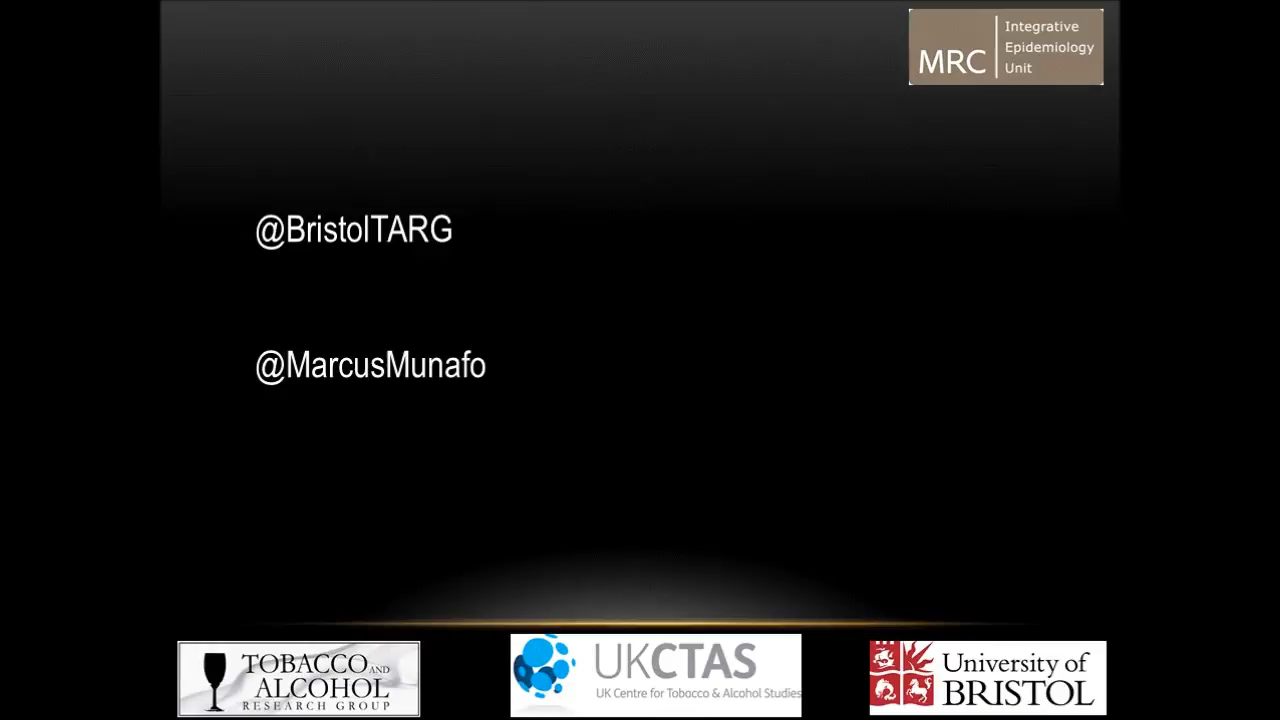 MRC
Integrative
Epidemiology
Unit
@BristolTARG
@MarcusMunafo
TOBACCO AND
ALCOHOL
RESEARCH GROUP
UKCTAS
UK Centre for Tobacco & Alcohol Studies
University of
BRISTOL